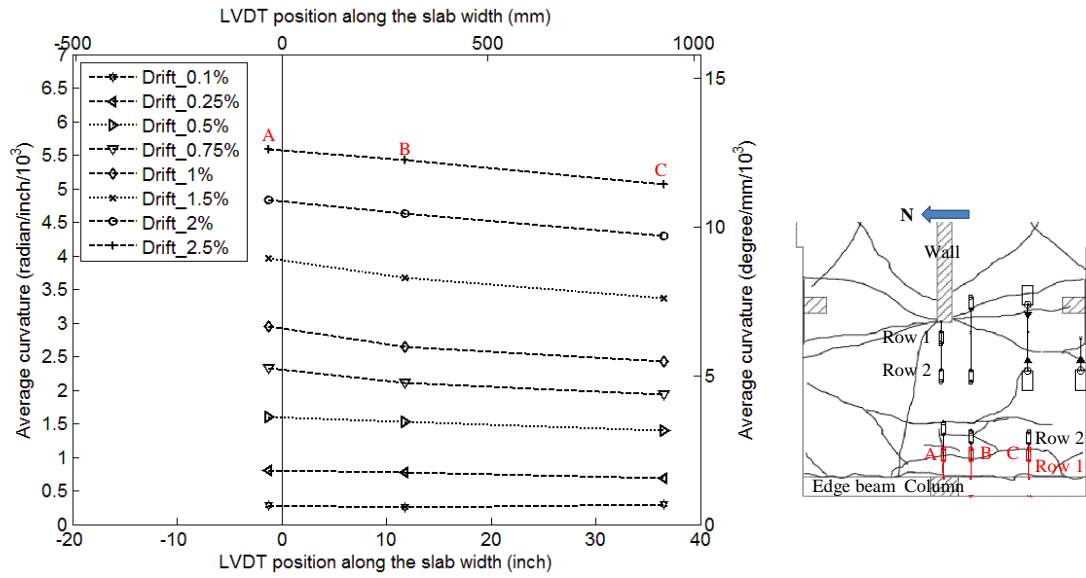 LVDT position along the slab width (mm)
-500 0 500 1000
7
6.5
6
5.5
5
4.5
4
3.5
3
2.5
2
1.5
1
0.5
0
Average curvature (radian/inch/10³)
Drift_0.1%
Drift_0.25%
Drift_0.5%
Drift_0.75%
Drift_1%
Drift_1.5%
Drift_2%
Drift_2.5%
A
B
C
15
10
5
0
Average curvature (degree/mm/10³)
-20 -10 0 10 20 30 40
LVDT position along the slab width (inch)
N
Wall
Row 1
Row 2
Row 2
A B C
Row 1
Edge beam Column